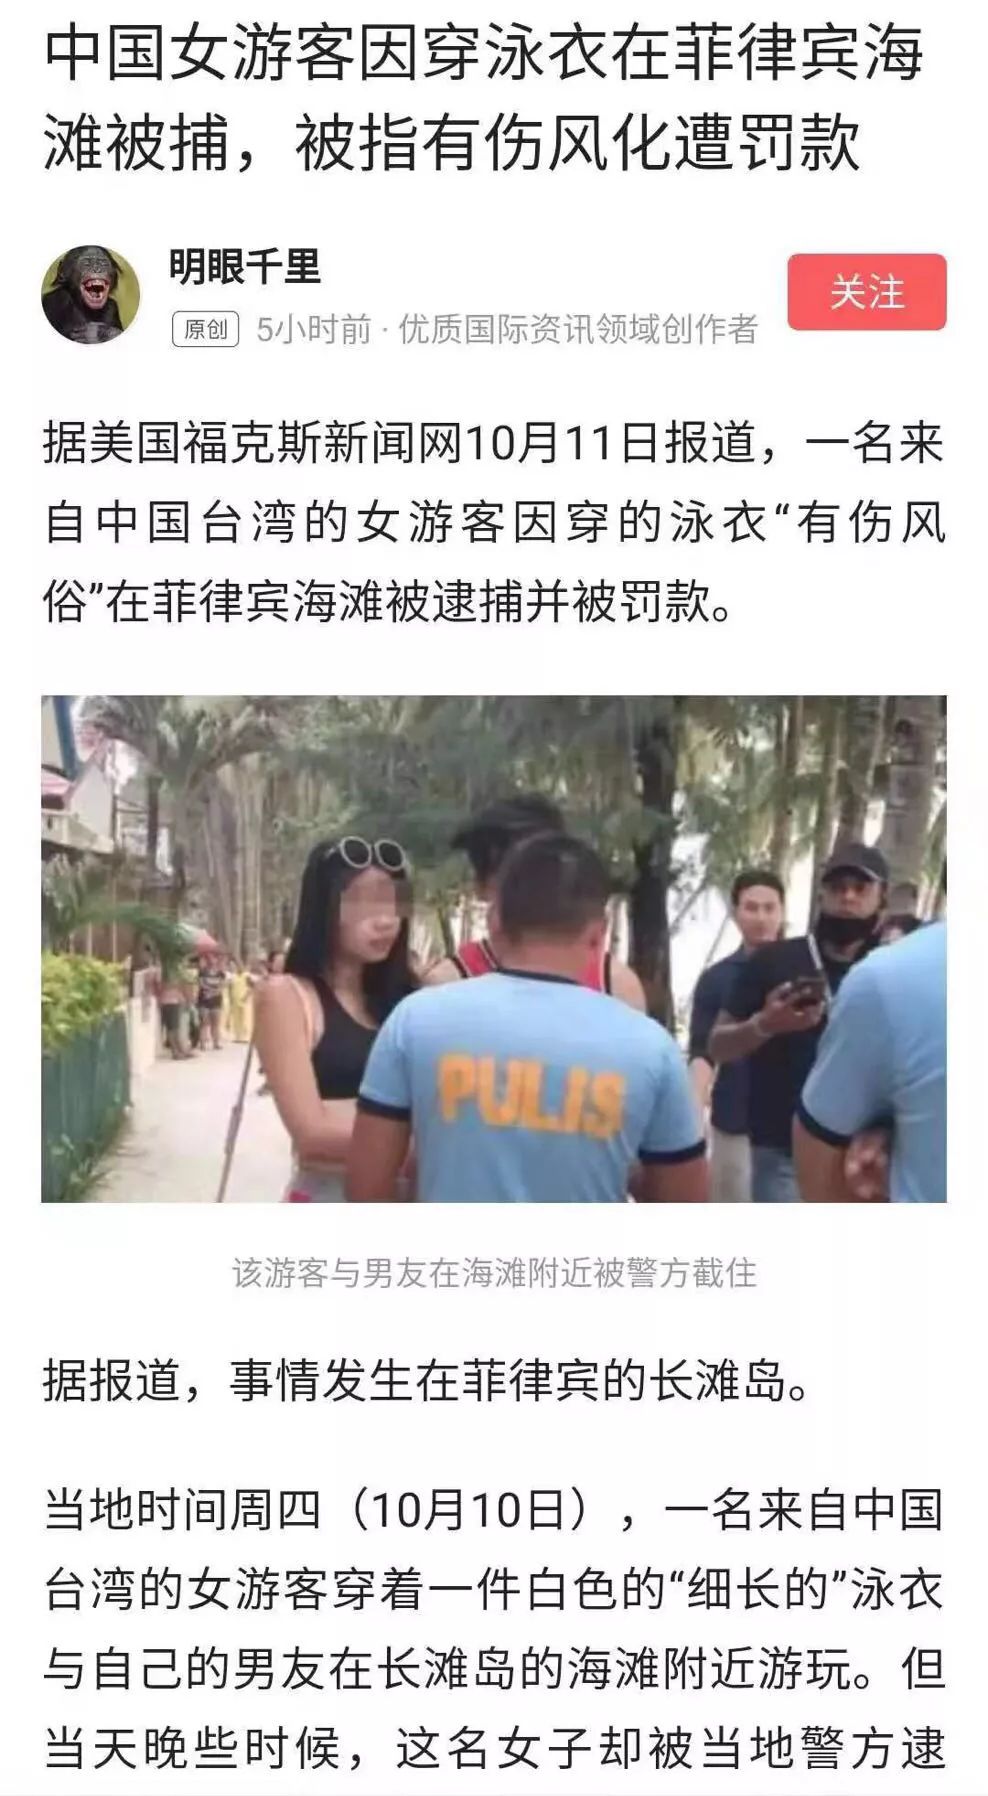 中国女游客因穿泳衣在菲律宾海
滩被捕，被指有伤风化遭罚款
明眼千里
关注
原创 5小时前 · 优质国际资讯领域创作者
据美国福克斯新闻网10月11日报道，一名来
自中国台湾的女游客因穿的泳衣“有伤风
俗”在菲律宾海滩被逮捕并被罚款。
PULIS
该游客与男友在海滩附近被警方截住
据报道，事情发生在菲律宾的长滩岛。
当地时间周四（10月10日），一名来自中国
台湾的女游客穿着一件白色的“细长的”泳衣
与自己的男友在长滩岛的海滩附近游玩。但
当天晚些时候，这名女子却被当地警方逮